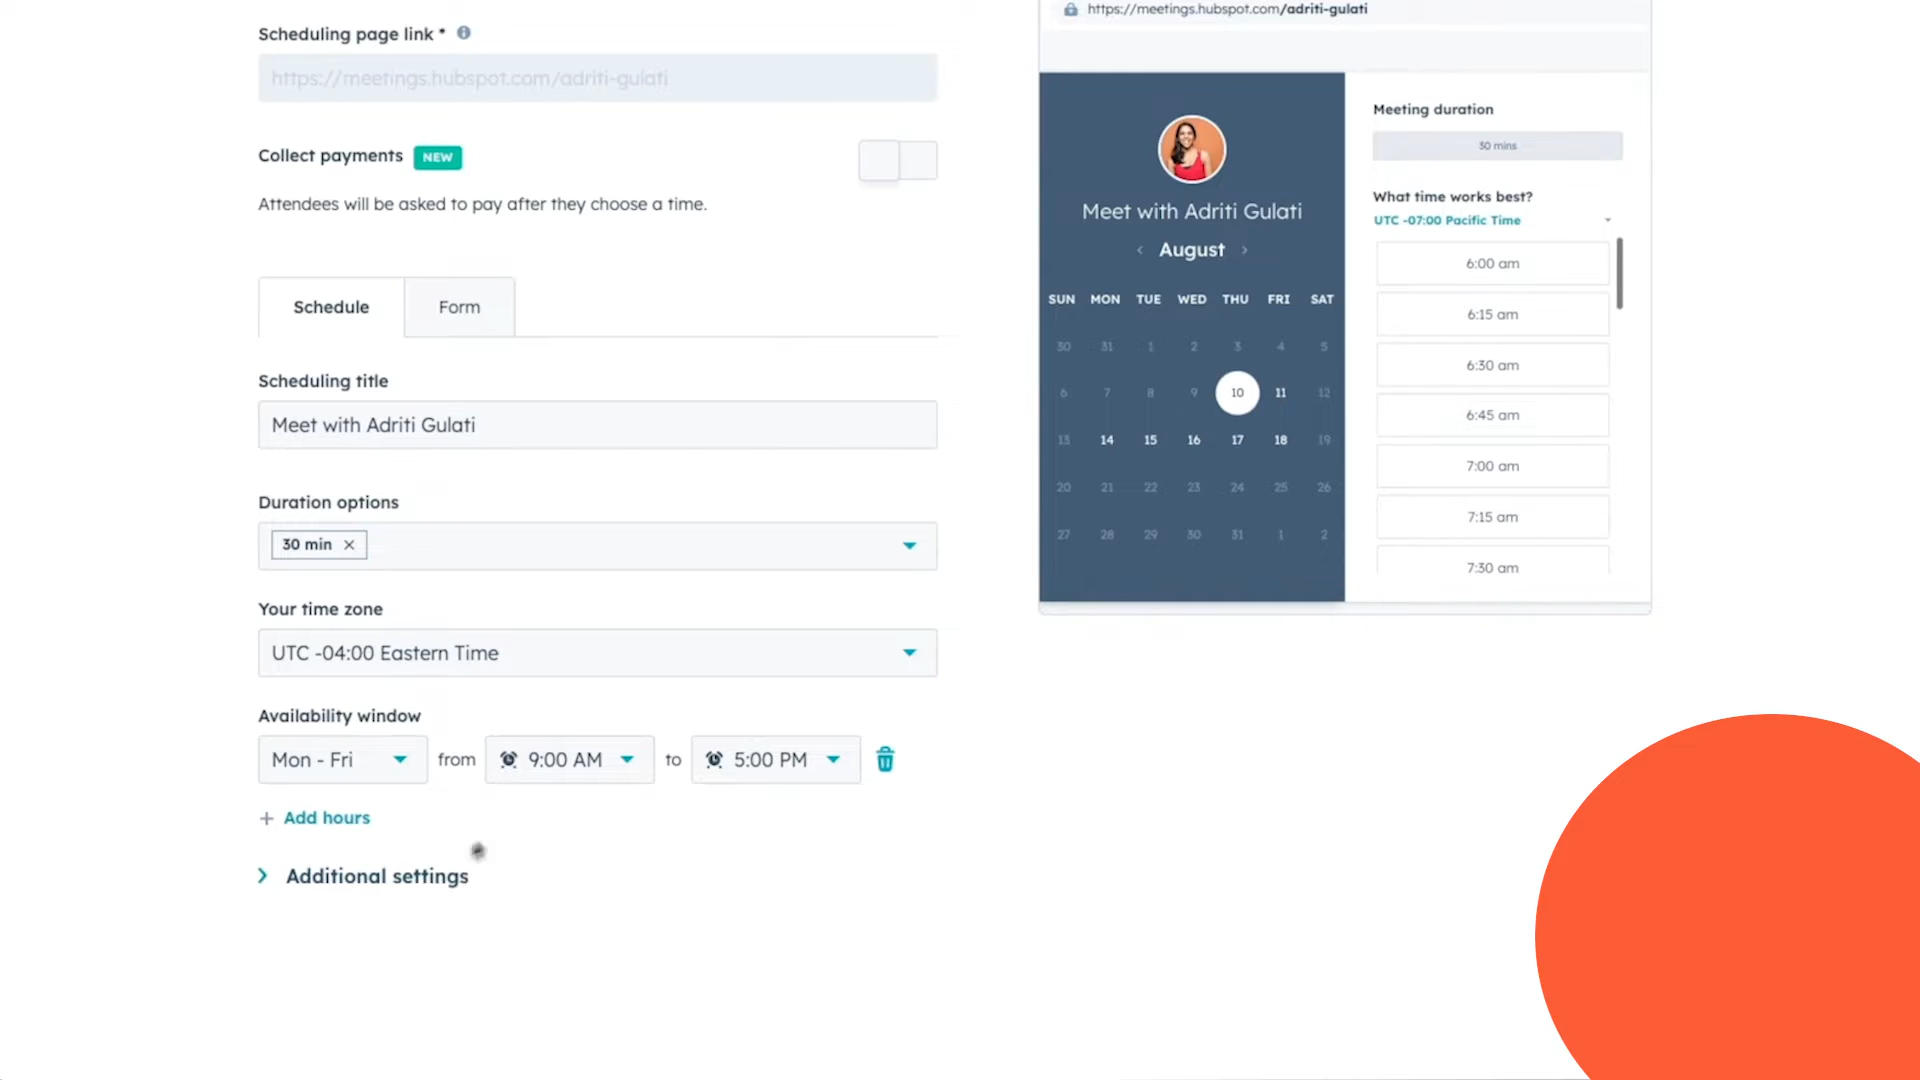 Scheduling page link *
https://meetings.hubspot.com/adriti-gulati
Collect payments NEW
Attendees will be asked to pay after they choose a time.
Schedule
Form
Scheduling title
Meet with Adriti Gulati
Duration options
30 min
Your time zone
UTC -04:00 Eastern Time
Availability window
Mon - Fri from 9:00 AM to 5:00 PM
+ Add hours
Additional settings
https://meetings.hubspot.com/adriti-gulati
Meet with Adriti Gulati
August
SUN MON TUE WED THU FRI SAT
30 31 1 2 3 4 5
6 7 8 9 10 11 12
13 14 15 16 17 18 19
20 21 22 23 24 25 26
27 28 29 30 31 1 2
Meeting duration
30 mins
What time works best?
UTC -07:00 Pacific Time
6:00 am
6:15 am
6:30 am
6:45 am
7:00 am
7:15 am
7:30 am